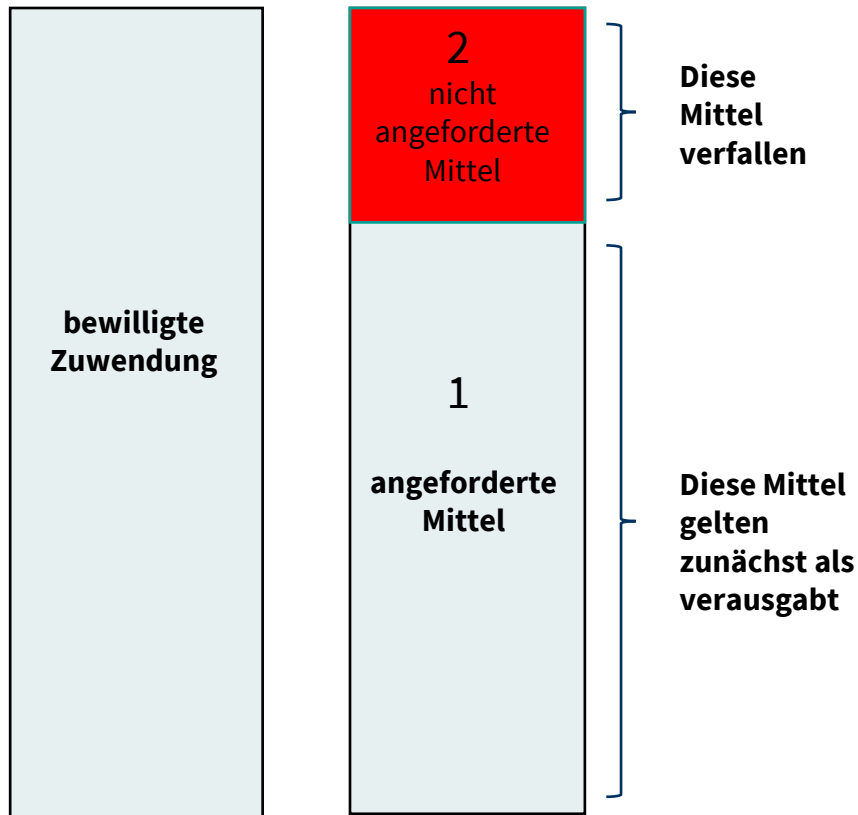 bewilligte
Zuwendung
2
nicht
angeforderte
Mittel
1
angeforderte
Mittel
Diese
Mittel
verfallen
Diese Mittel
gelten
zunächst als
verausgabt